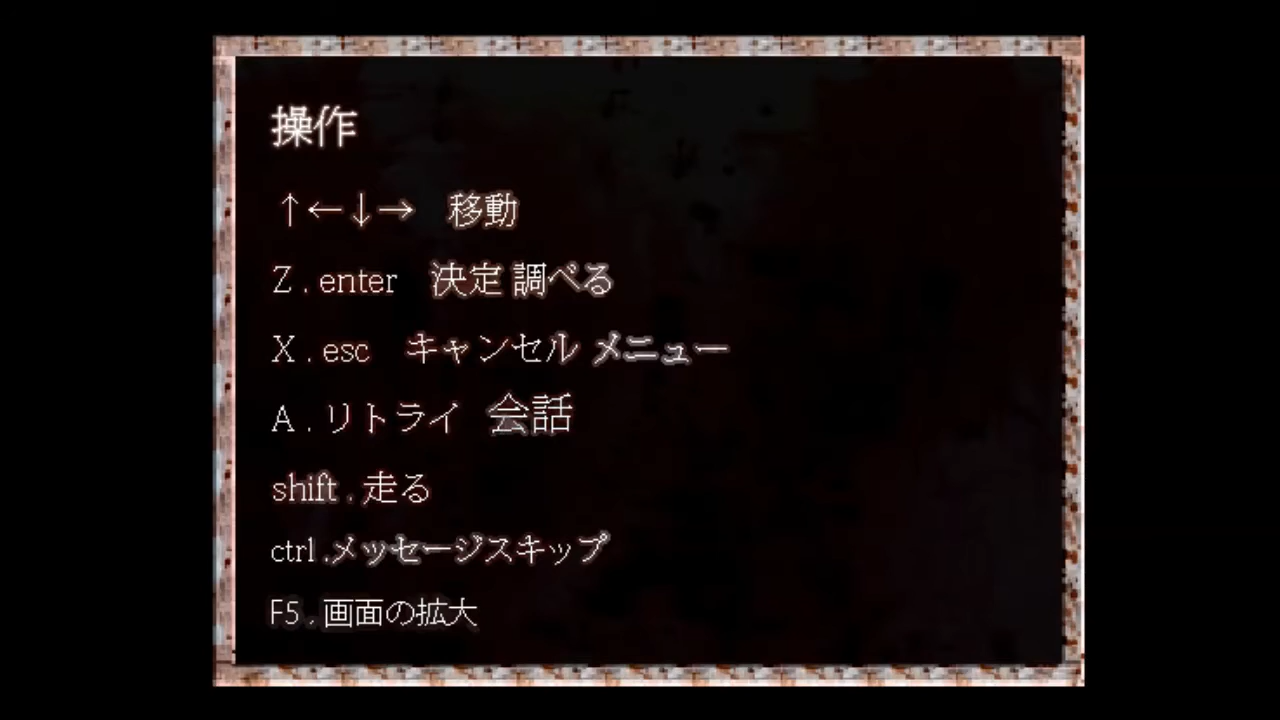 操作
↑←↓→ 移動
Z . enter 決定 調べる
X . esc キャンセル メニュー
A . リトライ 会話
shift . 走る
ctrl .メッセージスキップ
F5 . 画面の拡大